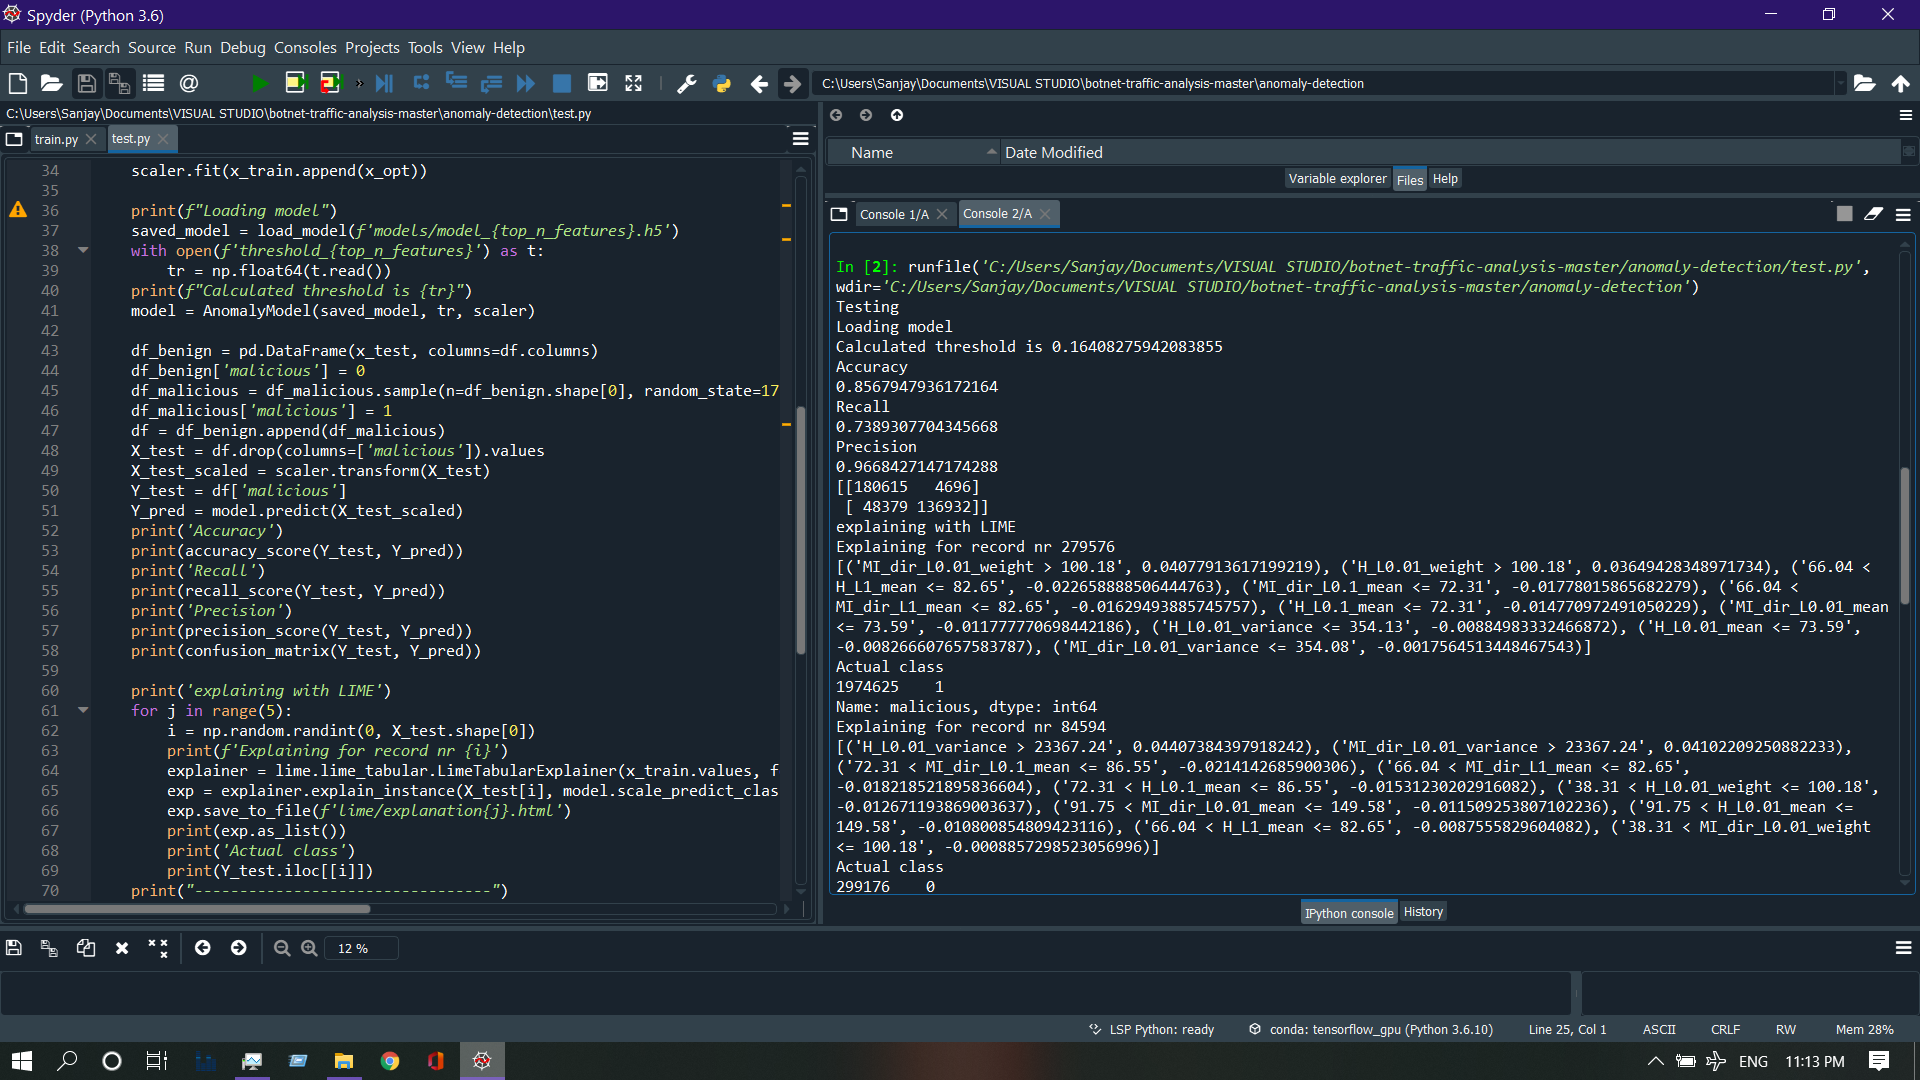 Spyder (Python 3.6)
File Edit Search Source Run Debug Consoles Projects Tools View Help
C:\Users\Sanjay\Documents\VISUAL STUDIO\botnet-traffic-analysis-master\anomaly-detection
C:\Users\Sanjay\Documents\VISUAL STUDIO\botnet-traffic-analysis-master\anomaly-detection\test.py
train.py
test.py
34 scaler.fit(x_train.append(x_opt))
35
36 print(f"Loading model")
37 saved_model = load_model(f'models/model_{top_n_features}.h5')
38 with open(f'threshold_{top_n_features}') as t:
39 tr = np.float64(t.read())
40 print(f"Calculated threshold is {tr}")
41 model = AnomalyModel(saved_model, tr, scaler)
42
43 df_benign = pd.DataFrame(x_test, columns=df.columns)
44 df_benign['malicious'] = 0
45 df_malicious = df_malicious.sample(n=df_benign.shape[0], random_state=17
46 df_malicious['malicious'] = 1
47 df = df_benign.append(df_malicious)
48 X_test = df.drop(columns=['malicious']).values
49 X_test_scaled = scaler.transform(X_test)
50 Y_test = df['malicious']
51 Y_pred = model.predict(X_test_scaled)
52 print('Accuracy')
53 print(accuracy_score(Y_test, Y_pred))
54 print('Recall')
55 print(recall_score(Y_test, Y_pred))
56 print('Precision')
57 print(precision_score(Y_test, Y_pred))
58 print(confusion_matrix(Y_test, Y_pred))
59
60 print('explaining with LIME')
61 for j in range(5):
62 i = np.random.randint(0, X_test.shape[0])
63 print(f'Explaining for record nr {i}')
64 explainer = lime.lime_tabular.LimeTabularExplainer(x_train.values, f
65 exp = explainer.explain_instance(X_test[i], model.scale_predict_clas
66 exp.save_to_file(f'lime/explanation{j}.html')
67 print(exp.as_list())
68 print('Actual class')
69 print(Y_test.iloc[[i]])
70 print("---------------------------------")
Name
Date Modified
Variable explorer
Files
Help
Console 1/A
Console 2/A
In [2]: runfile('C:/Users/Sanjay/Documents/VISUAL STUDIO/botnet-traffic-analysis-master/anomaly-detection/test.py',
wdir='C:/Users/Sanjay/Documents/VISUAL STUDIO/botnet-traffic-analysis-master/anomaly-detection')
Testing
Loading model
Calculated threshold is 0.16408275942083855
Accuracy
0.8567947936172164
Recall
0.7389307704345668
Precision
0.9668427147174288
[[180615 4696]
[ 48379 136932]]
explaining with LIME
Explaining for record nr 279576
[('MI_dir_L0.01_weight > 100.18', 0.04077913617199219), ('H_L0.01_weight > 100.18', 0.03649428348971734), ('66.04 <
H_L1_mean <= 82.65', -0.022658888506444763), ('MI_dir_L0.1_mean <= 72.31', -0.01778015865682279), ('66.04 <
MI_dir_L1_mean <= 82.65', -0.01629493885745757), ('H_L0.1_mean <= 72.31', -0.014770972491050229), ('MI_dir_L0.01_mean
<= 73.59', -0.011777770698442186), ('H_L0.01_variance <= 354.13', -0.00884983332466872), ('H_L0.01_mean <= 73.59',
-0.008266607657583787), ('MI_dir_L0.01_variance <= 354.08', -0.0017564513448467543)]
Actual class
1974625 1
Name: malicious, dtype: int64
Explaining for record nr 84594
[('H_L0.01_variance > 23367.24', 0.04407384397918242), ('MI_dir_L0.01_variance > 23367.24', 0.04102209250882233),
('72.31 < MI_dir_L0.1_mean <= 86.55', -0.0214142685900306), ('66.04 < MI_dir_L1_mean <= 82.65',
-0.018218521895836604), ('72.31 < H_L0.1_mean <= 86.55', -0.01531230202916082), ('38.31 < H_L0.01_weight <= 100.18',
-0.012671193869003637), ('91.75 < MI_dir_L0.01_mean <= 149.58', -0.011509253807102236), ('91.75 < H_L0.01_mean <=
149.58', -0.010800854809423116), ('66.04 < H_L1_mean <= 82.65', -0.0087555829604082), ('38.31 < MI_dir_L0.01_weight
<= 100.18', -0.0008857298523056996)]
Actual class
299176 0
IPython console
History
12 %
LSP Python: ready
conda: tensorflow_gpu (Python 3.6.10)
Line 25, Col 1
ASCII
CRLF
RW
Mem 28%
ENG
11:13 PM